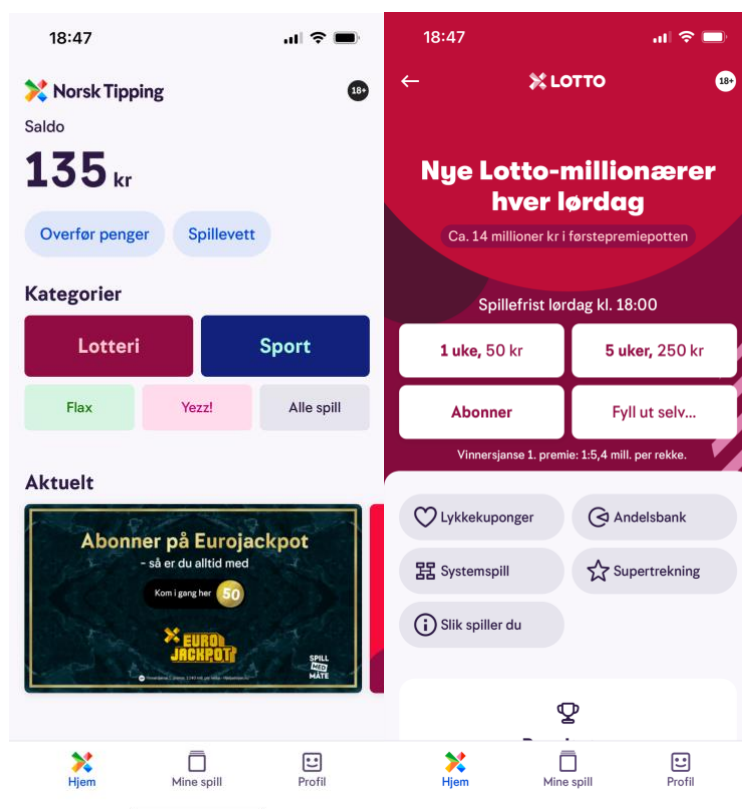 18:47
Norsk Tipping
18+
Saldo
135 kr
Overfør penger
Spillevett
Kategorier
Lotteri
Sport
Flax
Yezz!
Alle spill
Aktuelt
Abonner på Eurojackpot
- så er du alltid med
Kom i gang her
50
EURO
JACKPOT
SPILL
MED
MÅTE
Hjem
Mine spill
Profil
18:47
LOTTO
18+
Nye Lotto-millionærer
hver lørdag
Ca. 14 millioner kr i førstepremiepotten
Spillefrist lørdag kl. 18:00
1 uke, 50 kr
5 uker, 250 kr
Abonner
Fyll ut selv...
Vinnersjanse 1. premie: 1:5,4 mill. per rekke.
Lykkekuponger
Andelsbank
Systemspill
Supertrekning
Slik spiller du
Hjem
Mine spill
Profil